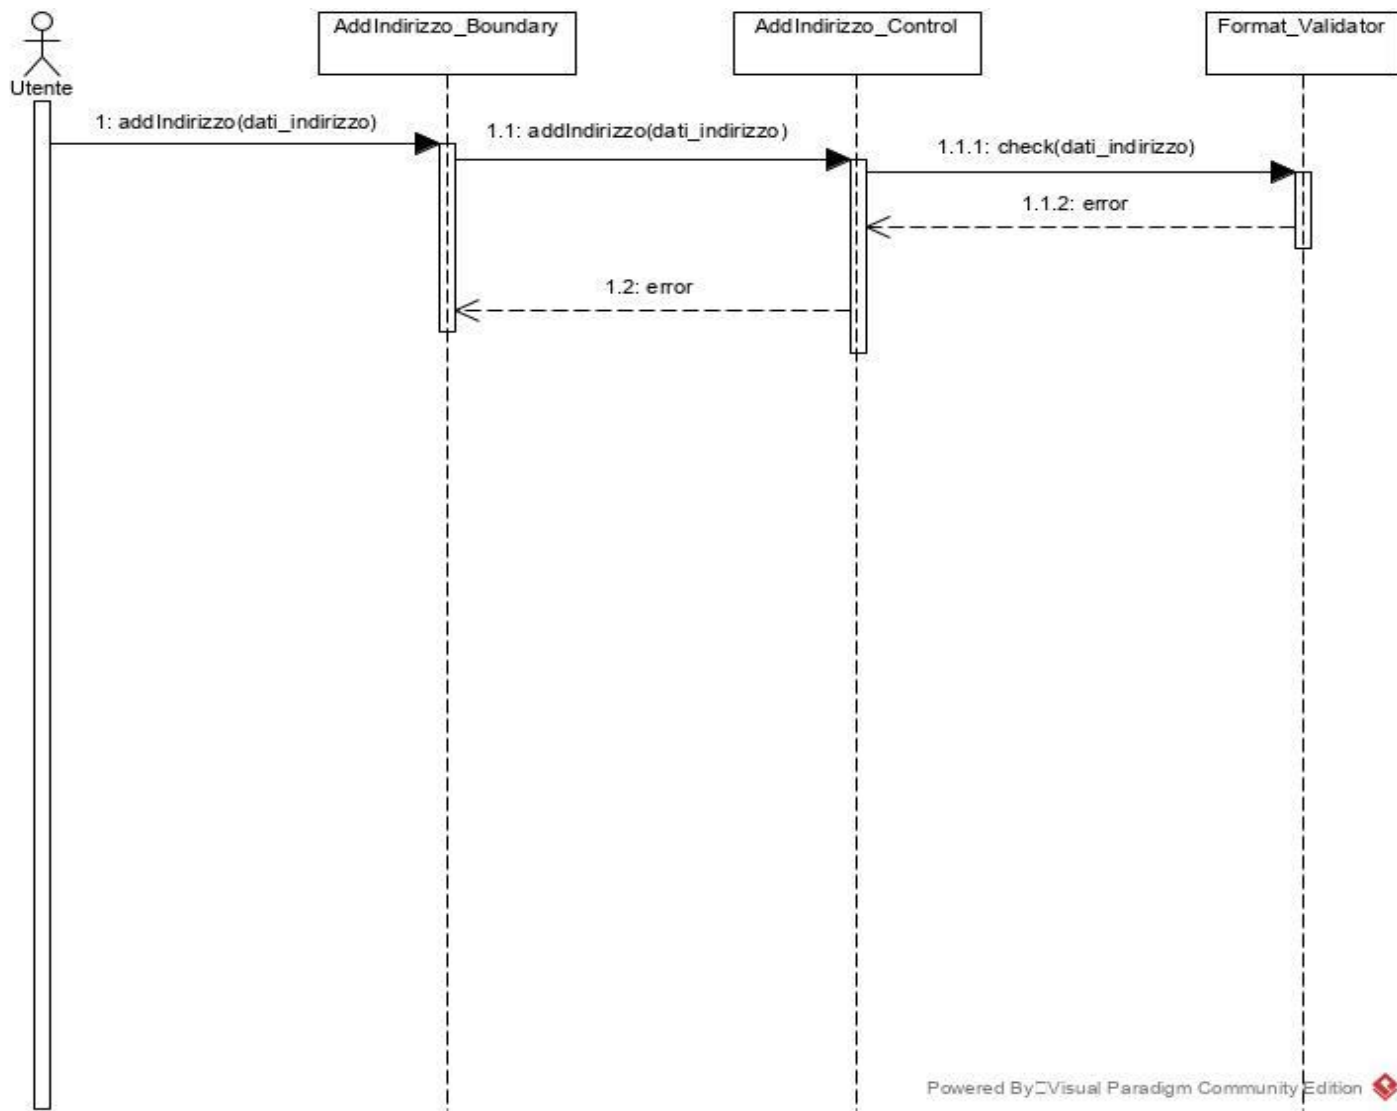 AddIndirizzo_Boundary
AddIndirizzo_Control
Format_Validator
Utente
1: addIndirizzo(dati_indirizzo)
1.1: addIndirizzo(dati_indirizzo)
1.1.1: check(dati_indirizzo)
1.1.2: error
1.2: error
Powered By□Visual Paradigm Community Edition